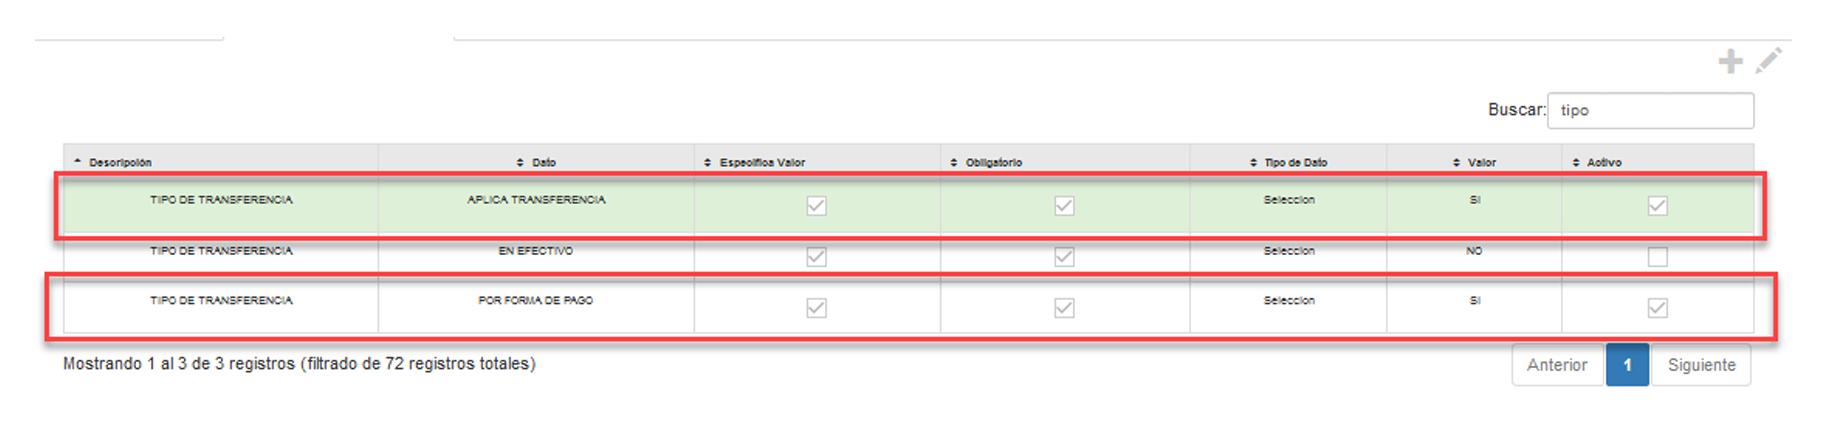 Buscar: tipo
Descripción Dato Especifica Valor Obligatorio Tipo de Dato Valor Activo
TIPO DE TRANSFERENCIA APLICA TRANSFERENCIA Seleccion SI
TIPO DE TRANSFERENCIA EN EFECTIVO Seleccion NO
TIPO DE TRANSFERENCIA POR FORMA DE PAGO Seleccion SI
Mostrando 1 al 3 de 3 registros (filtrado de 72 registros totales)
Anterior 1 Siguiente